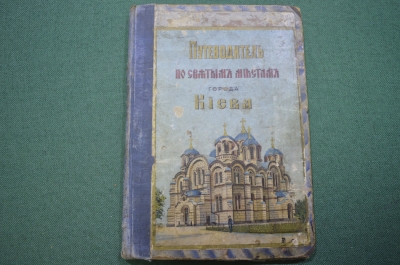 Путеводитель
по святымъ мѣстамъ
города
Кіева